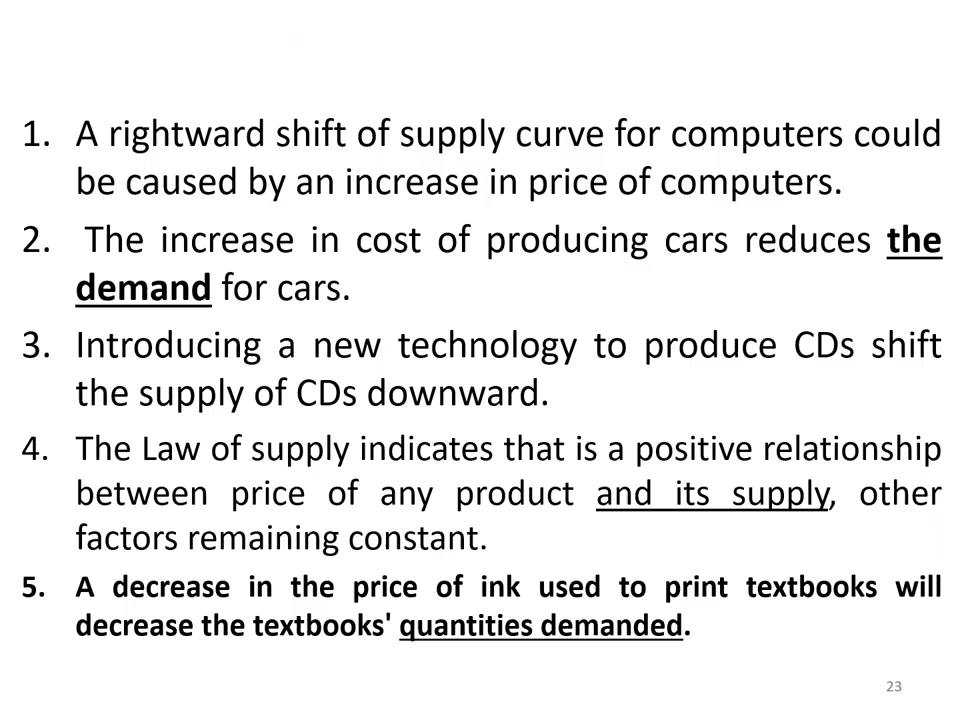 1. A rightward shift of supply curve for computers could
be caused by an increase in price of computers.
2. The increase in cost of producing cars reduces the
demand for cars.
3. Introducing a new technology to produce CDs shift
the supply of CDs downward.
4. The Law of supply indicates that is a positive relationship
between price of any product and its supply, other
factors remaining constant.
5. A decrease in the price of ink used to print textbooks will
decrease the textbooks' quantities demanded.
23